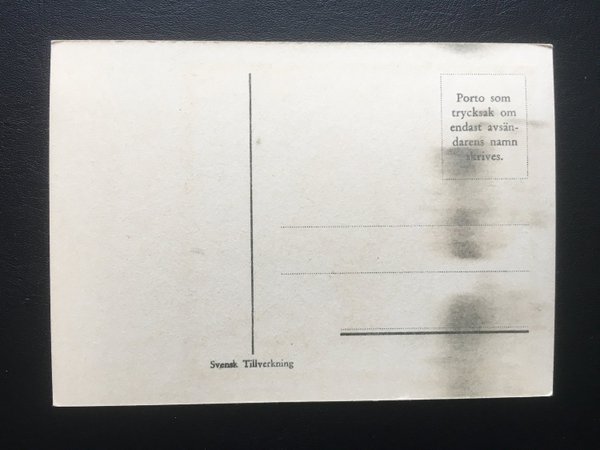 Porto som
trycksak om
endast avsän-
darens namn
skrives.
Svensk Tillverkning